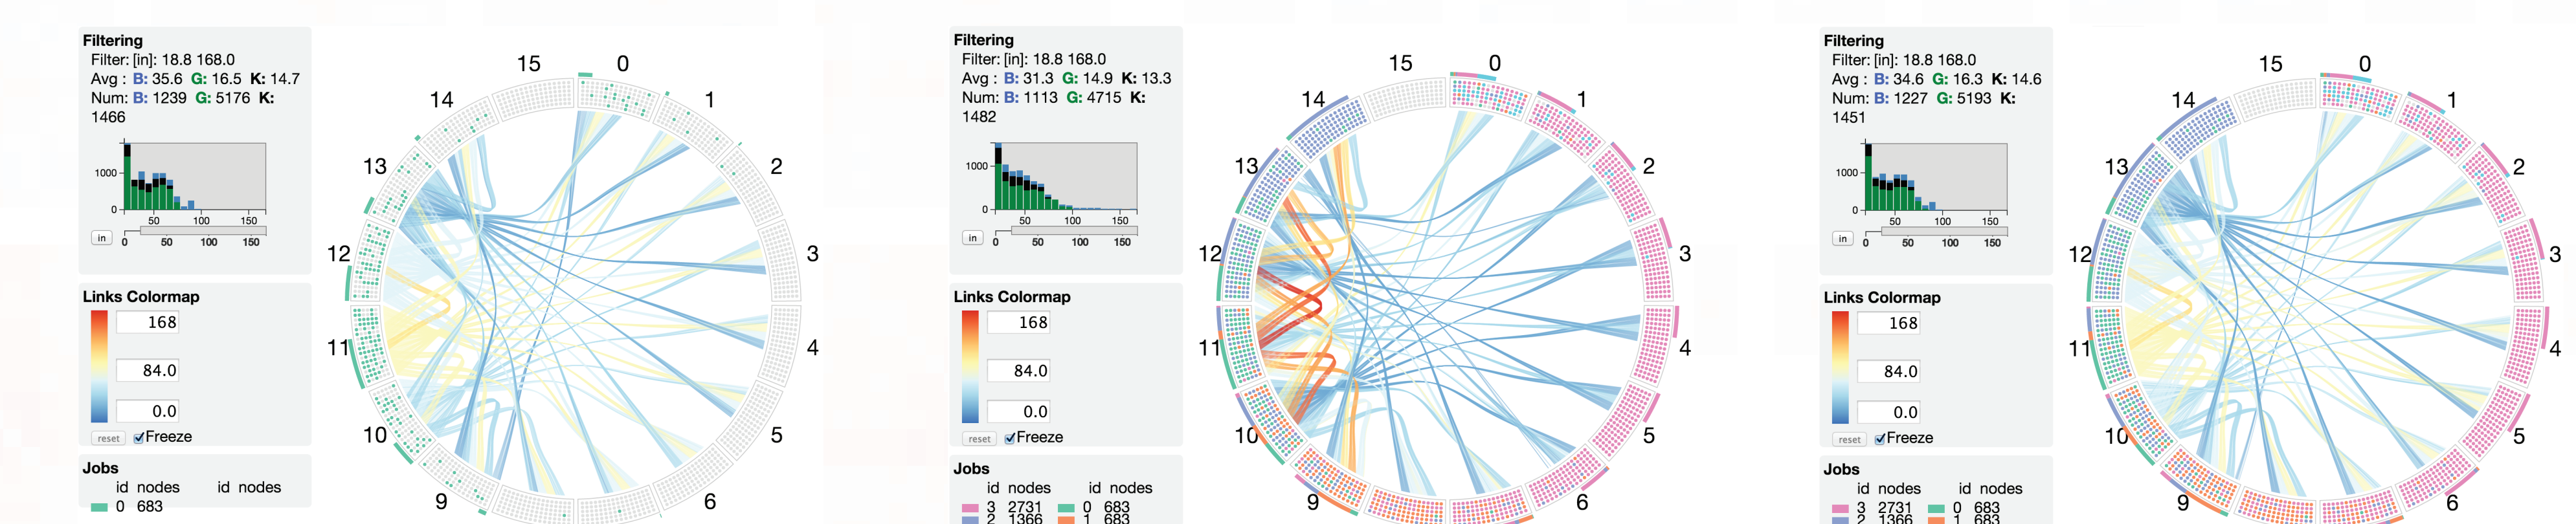 Filtering
Filter: [in]: 18.8 168.0
Avg : B: 35.6 G: 16.5 K: 14.7
Num: B: 1239 G: 5176 K:
1466
1000
0
50 100 150
in 0 50 100 150
Links Colormap
168
84.0
0.0
reset Freeze
Jobs
id nodes id nodes
0 683
15 0
14 1
13 2
12 3
11 4
10 5
9 6
Filtering
Filter: [in]: 18.8 168.0
Avg : B: 31.3 G: 14.9 K: 13.3
Num: B: 1113 G: 4715 K:
1482
1000
0
50 100 150
in 0 50 100 150
Links Colormap
168
84.0
0.0
reset Freeze
Jobs
id nodes id nodes
3 2731 0 683
2 1366 1 683
15 0
14 1
13 2
12 3
11 4
10 5
9 6
Filtering
Filter: [in]: 18.8 168.0
Avg : B: 34.6 G: 16.3 K: 14.6
Num: B: 1227 G: 5193 K:
1451
1000
0
50 100 150
in 0 50 100 150
Links Colormap
168
84.0
0.0
reset Freeze
Jobs
id nodes id nodes
3 2731 0 683
2 1366 1 683
15 0
14 1
13 2
12 3
11 4
10 5
9 6